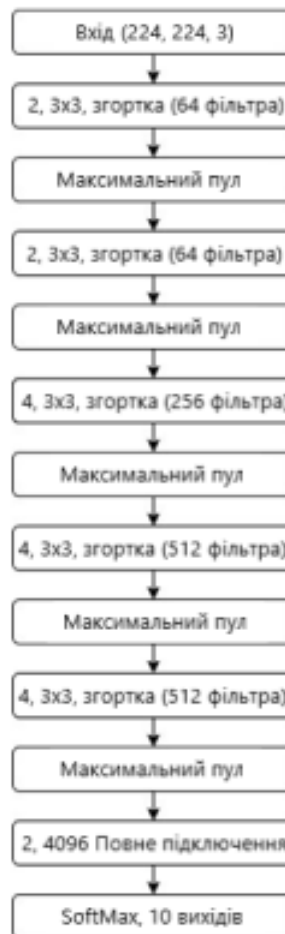 Вхід (224, 224, 3)
2, 3x3, згортка (64 фільтра)
Максимальний пул
2, 3x3, згортка (64 фільтра)
Максимальний пул
4, 3x3, згортка (256 фільтра)
Максимальний пул
4, 3x3, згортка (512 фільтра)
Максимальний пул
4, 3x3, згортка (512 фільтра)
Максимальний пул
2, 4096 Повне підключення
SoftMax, 10 вихідів